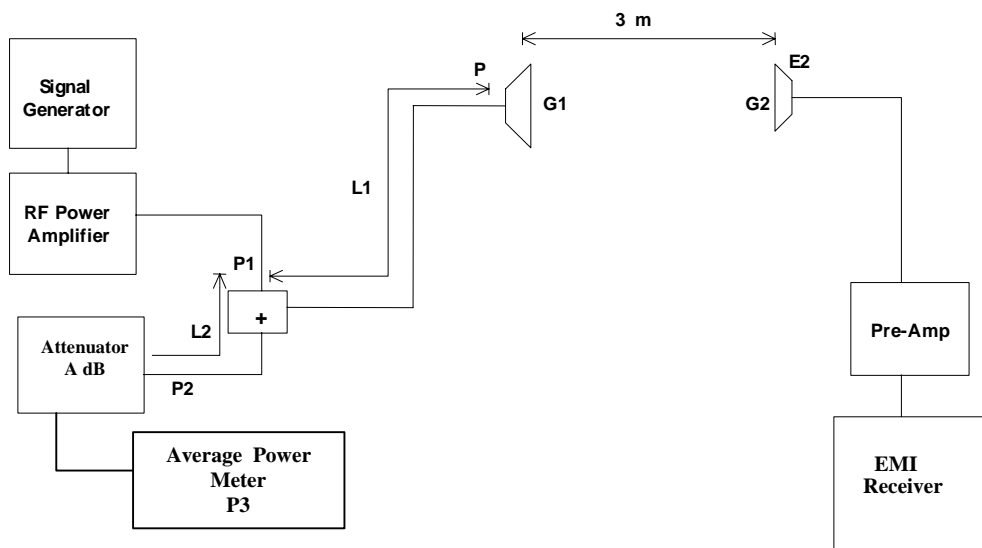 3 m
Signal
Generator
P
E2
G1
G2
L1
RF Power
Amplifier
P1
+
L2
Attenuator
A dB
P2
Pre-Amp
Average Power
Meter
P3
EMI
Receiver